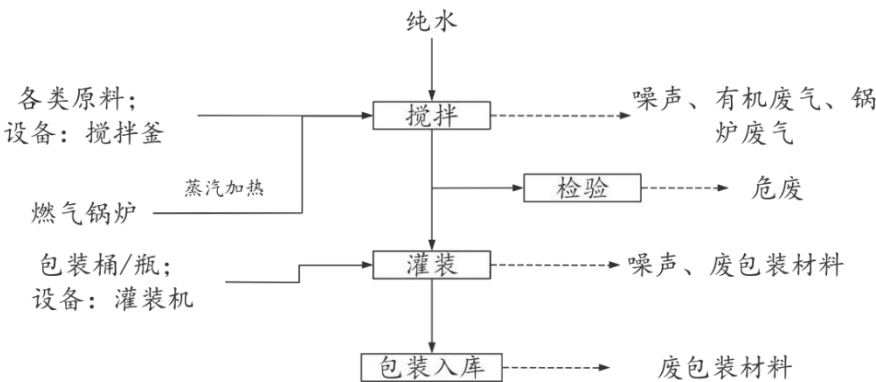 纯水
各类原料；
设备：搅拌釜
搅拌
噪声、有机废气、锅
炉废气
蒸汽加热
燃气锅炉
检验
危废
包装桶/瓶；
设备：灌装机
灌装
噪声、废包装材料
包装入库
废包装材料